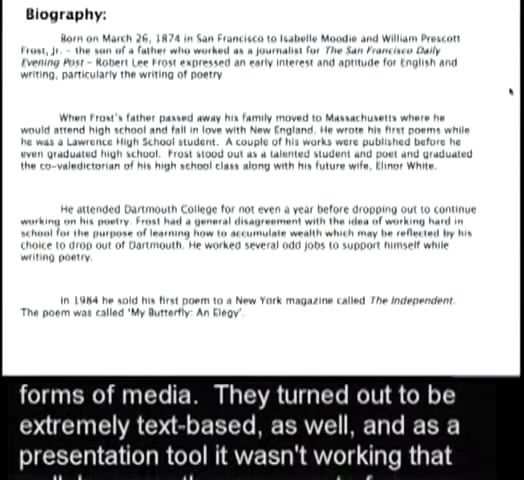 Biography:
Born on March 26, 1874 in San Francisco to Isabelle Moodie and William Prescott
Frost, Jr. - the son of a father who worked as a journalist for The San Francisco Daily
Evening Post - Robert Lee Frost expressed an early interest and aptitude for English and
writing, particularly the writing of poetry
When Frost's father passed away his family moved to Massachusetts where he
would attend high school and fall in love with New England. He wrote his first poems while
he was a Lawrence High School student. A couple of his works were published before he
even graduated high school. Frost stood out as a talented student and poet and graduated
the co-valedictorian of his high school class along with his future wife, Elinor White.
He attended Dartmouth College for not even a year before dropping out to continue
working on his poetry. Frost had a general disagreement with the idea of working hard in
school for the purpose of learning how to accumulate wealth which may be reflected by his
choice to drop out of Dartmouth. He worked several odd jobs to support himself while
writing poetry.
In 1984 he sold his first poem to a New York magazine called The Independent.
The poem was called 'My Butterfly: An Elegy'.
forms of media. They turned out to be
extremely text-based, as well, and as a
presentation tool it wasn't working that